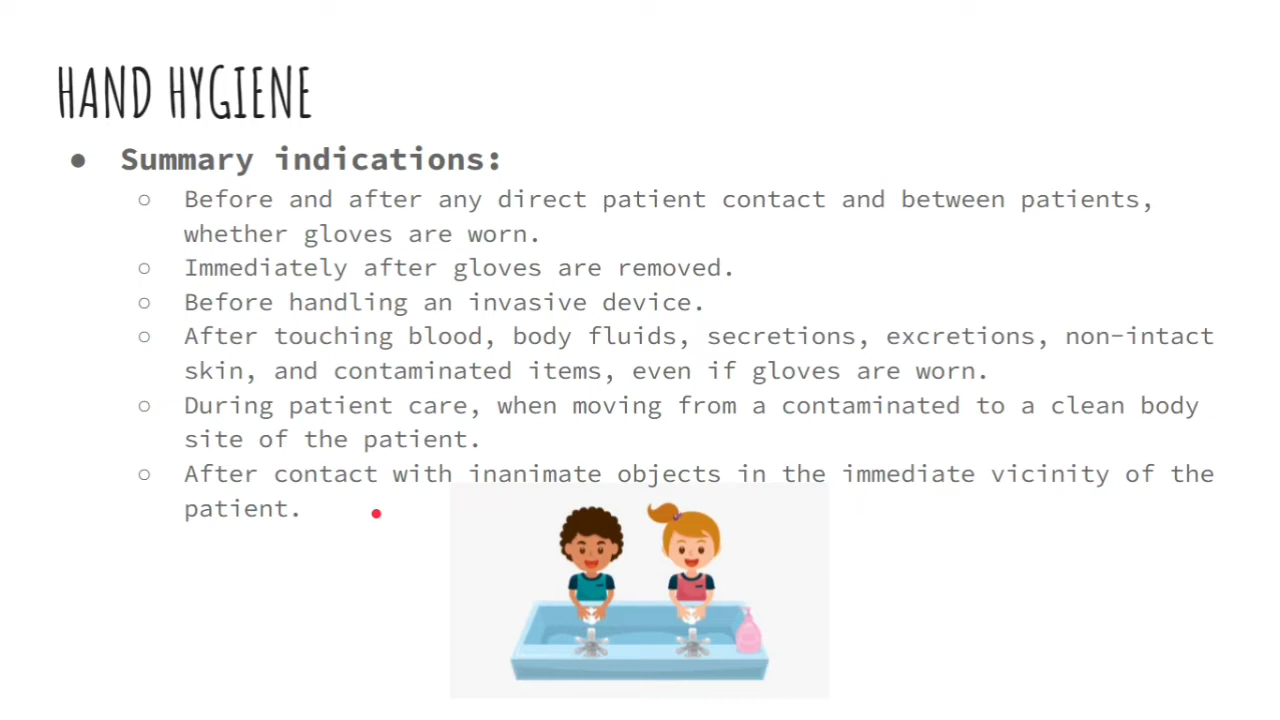 HAND HYGIENE
● Summary indications:
○ Before and after any direct patient contact and between patients,
whether gloves are worn.
○ Immediately after gloves are removed.
○ Before handling an invasive device.
○ After touching blood, body fluids, secretions, excretions, non-intact
skin, and contaminated items, even if gloves are worn.
○ During patient care, when moving from a contaminated to a clean body
site of the patient.
○ After contact with inanimate objects in the immediate vicinity of the
patient.